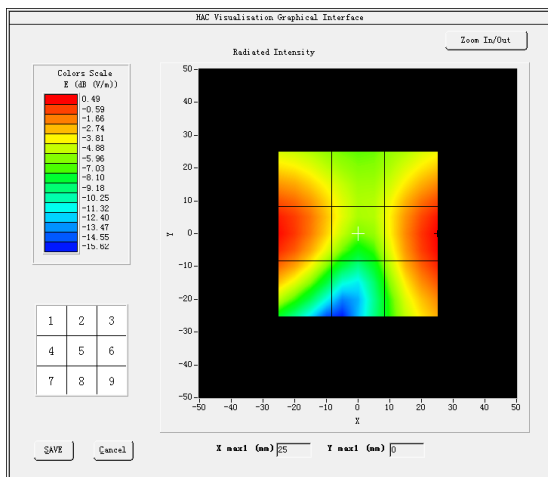 HAC Visualisation Graphical Interface
Zoom In/Out
Radiated Intensity
Colors Scale
E (dB (V/m))
0.49
-0.59
-1.66
-2.74
-3.81
-4.88
-5.96
-7.03
-8.10
-9.18
-10.25
-11.32
-12.40
-13.47
-14.55
-15.62
50
40
30
20
10
0
-10
-20
-30
-40
-50
Y
-50 -40 -30 -20 -10 0 10 20 30 40 50
X
1 2 3
4 5 6
7 8 9
SAVE Cancel
X max1 (mm) 25 Y max1 (mm) 0